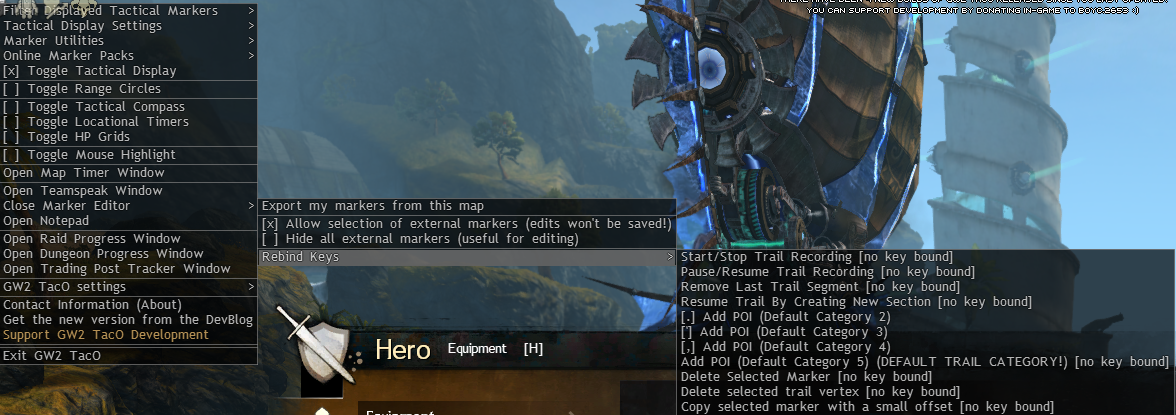 Filter Displayed Tactical Markers >
Tactical Display Settings >
Marker Utilities >
Online Marker Packs >
[x] Toggle Tactical Display
[ ] Toggle Range Circles
[ ] Toggle Tactical Compass
[ ] Toggle Locational Timers
[ ] Toggle HP Grids
[ ] Toggle Mouse Highlight
Open Map Timer Window
Open Teamspeak Window
Close Marker Editor >
Open Notepad
Open Raid Progress Window
Open Dungeon Progress Window
Open Trading Post Tracker Window
GW2 TacO settings >
Contact Information (About)
Get the new version from the DevBlog
Support GW2 TacO Development
Exit GW2 TacO
Export my markers from this map
[x] Allow selection of external markers (edits won't be saved!)
[ ] Hide all external markers (useful for editing)
Rebind Keys >
Start/Stop Trail Recording [no key bound]
Pause/Resume Trail Recording [no key bound]
Remove Last Trail Segment [no key bound]
Resume Trail By Creating New Section [no key bound]
[.] Add POI (Default Category 2)
['] Add POI (Default Category 3)
[,] Add POI (Default Category 4)
Add POI (Default Category 5) (DEFAULT TRAIL CATEGORY!) [no key bound]
Delete Selected Marker [no key bound]
Delete selected trail vertex [no key bound]
Copy selected marker with a small offset [no key bound]
YOU CAN SUPPORT DEVELOPMENT BY DONATING IN-GAME TO BOYC.2653 :)
Hero Equipment [H]
Equipment